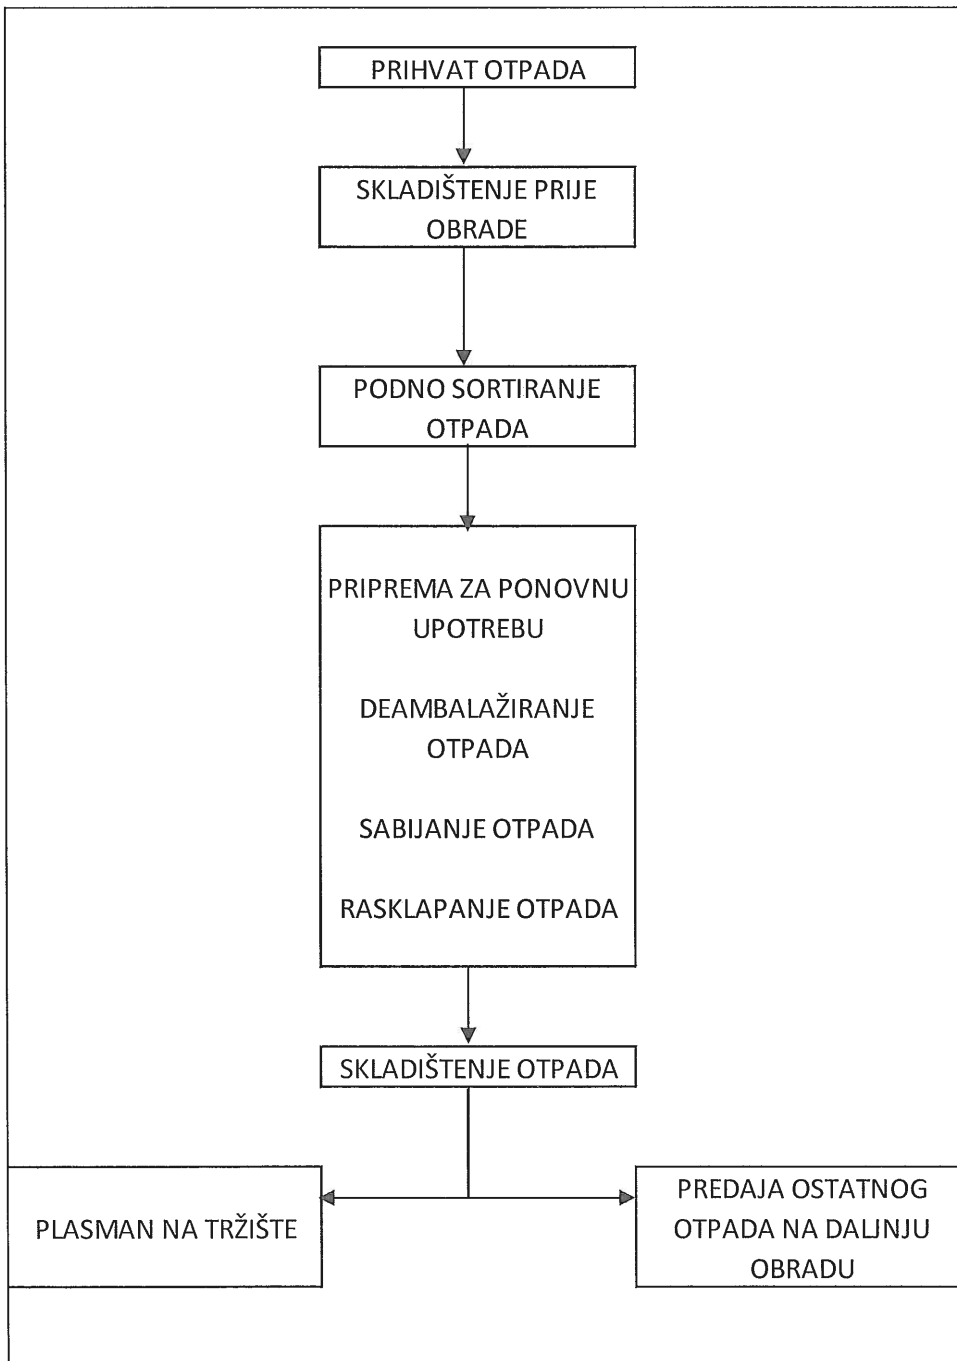 PRIHVAT OTPADA
SKLADIŠTENJE PRIJE
OBRADE
PODNO SORTIRANJE
OTPADA
PRIPREMA ZA PONOVNU
UPOTREBU
DEAMBALAŽIRANJE
OTPADA
SABIJANJE OTPADA
RASKLAPANJE OTPADA
SKLADIŠTENJE OTPADA
PLASMAN NA TRŽIŠTE
PREDAJA OSTATNOG
OTPADA NA DALJNJU
OBRADU